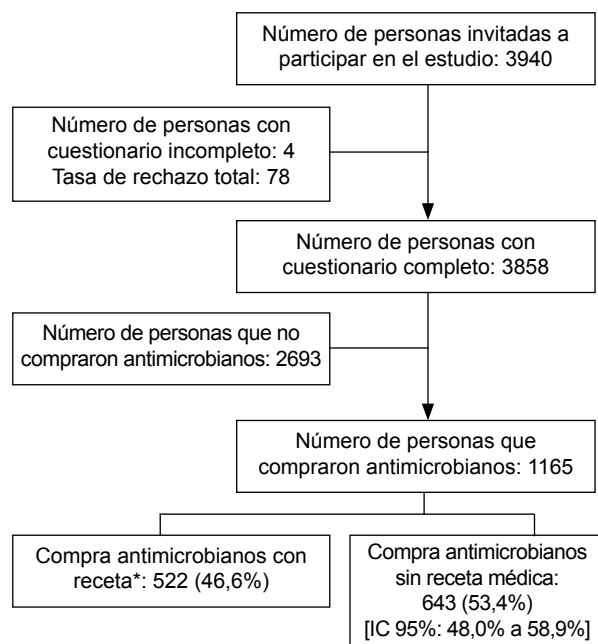 Número de personas invitadas a
participar en el estudio: 3940
Número de personas con
cuestionario incompleto: 4
Tasa de rechazo total: 78
Número de personas con
cuestionario completo: 3858
Número de personas que no
compraron antimicrobianos: 2693
Número de personas que
compraron antimicrobianos: 1165
Compra antimicrobianos con
receta*: 522 (46,6%)
Compra antimicrobianos
sin receta médica:
643 (53,4%)
[IC 95%: 48,0% a 58,9%]